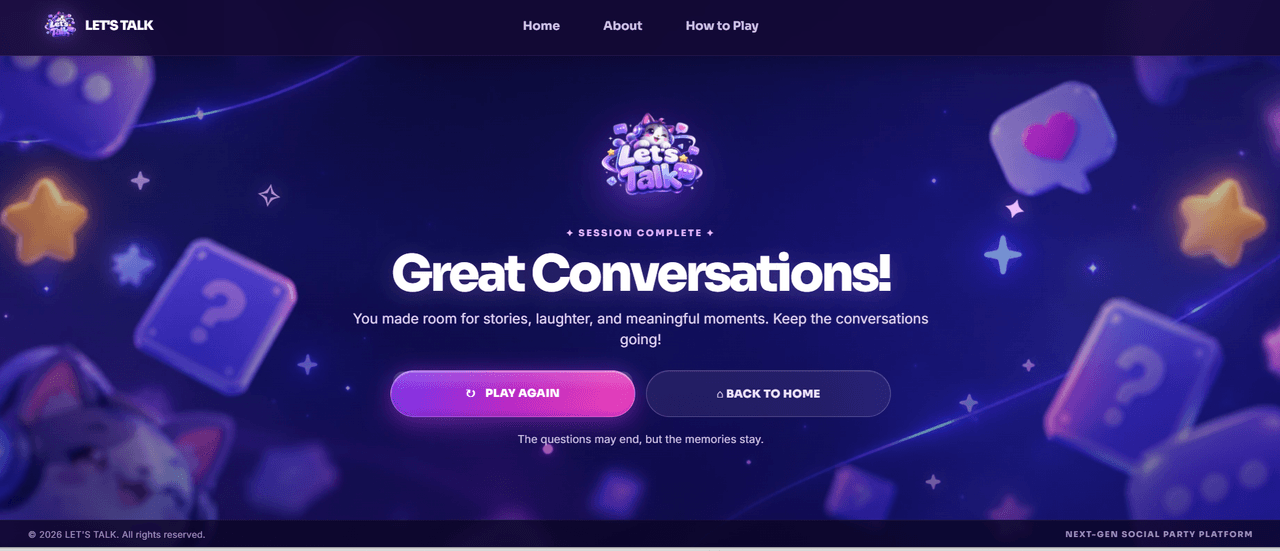 Let's Talk
LET'S TALK
Home
About
How to Play
Let's
Talk
✦ SESSION COMPLETE ✦
Great Conversations!
You made room for stories, laughter, and meaningful moments. Keep the conversations
going!
↻ PLAY AGAIN
⌂ BACK TO HOME
The questions may end, but the memories stay.
© 2026 LET'S TALK. All rights reserved.
NEXT-GEN SOCIAL PARTY PLATFORM